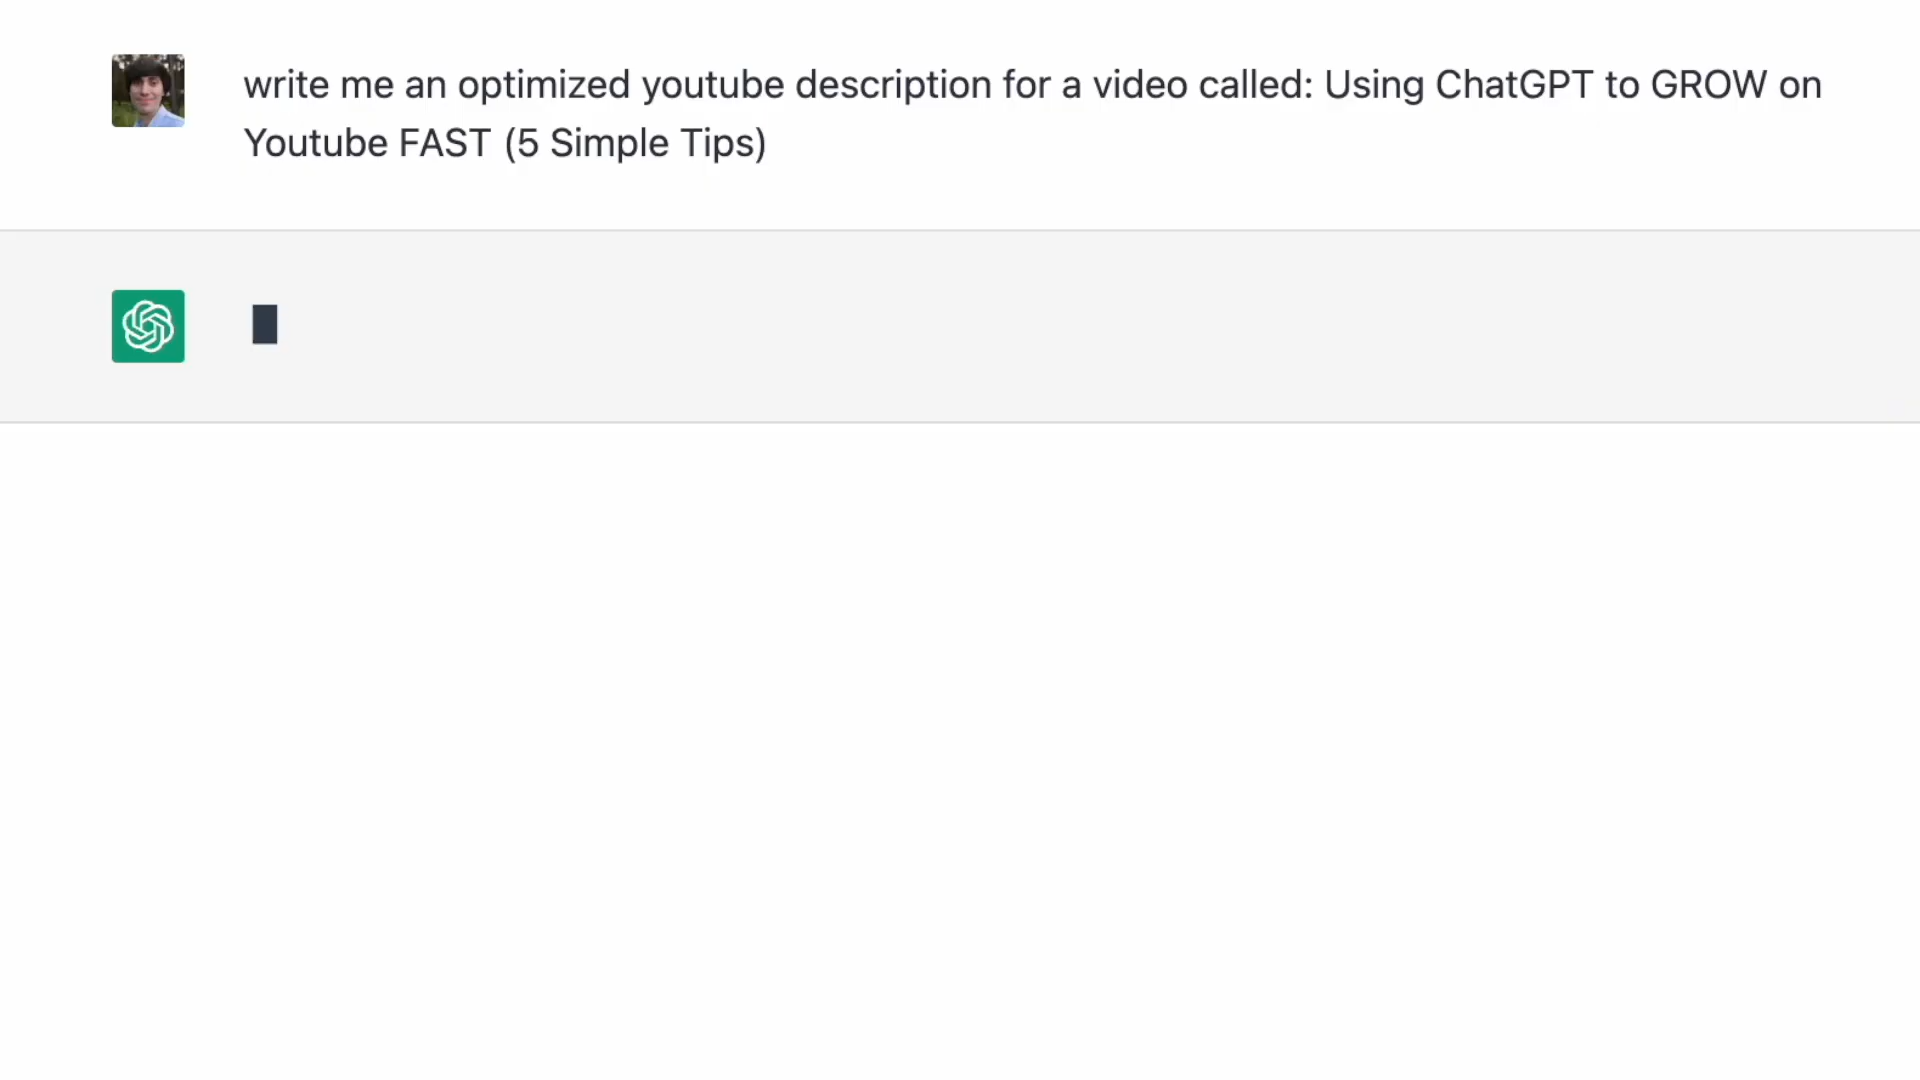 write me an optimized youtube description for a video called: Using ChatGPT to GROW on
Youtube FAST (5 Simple Tips)